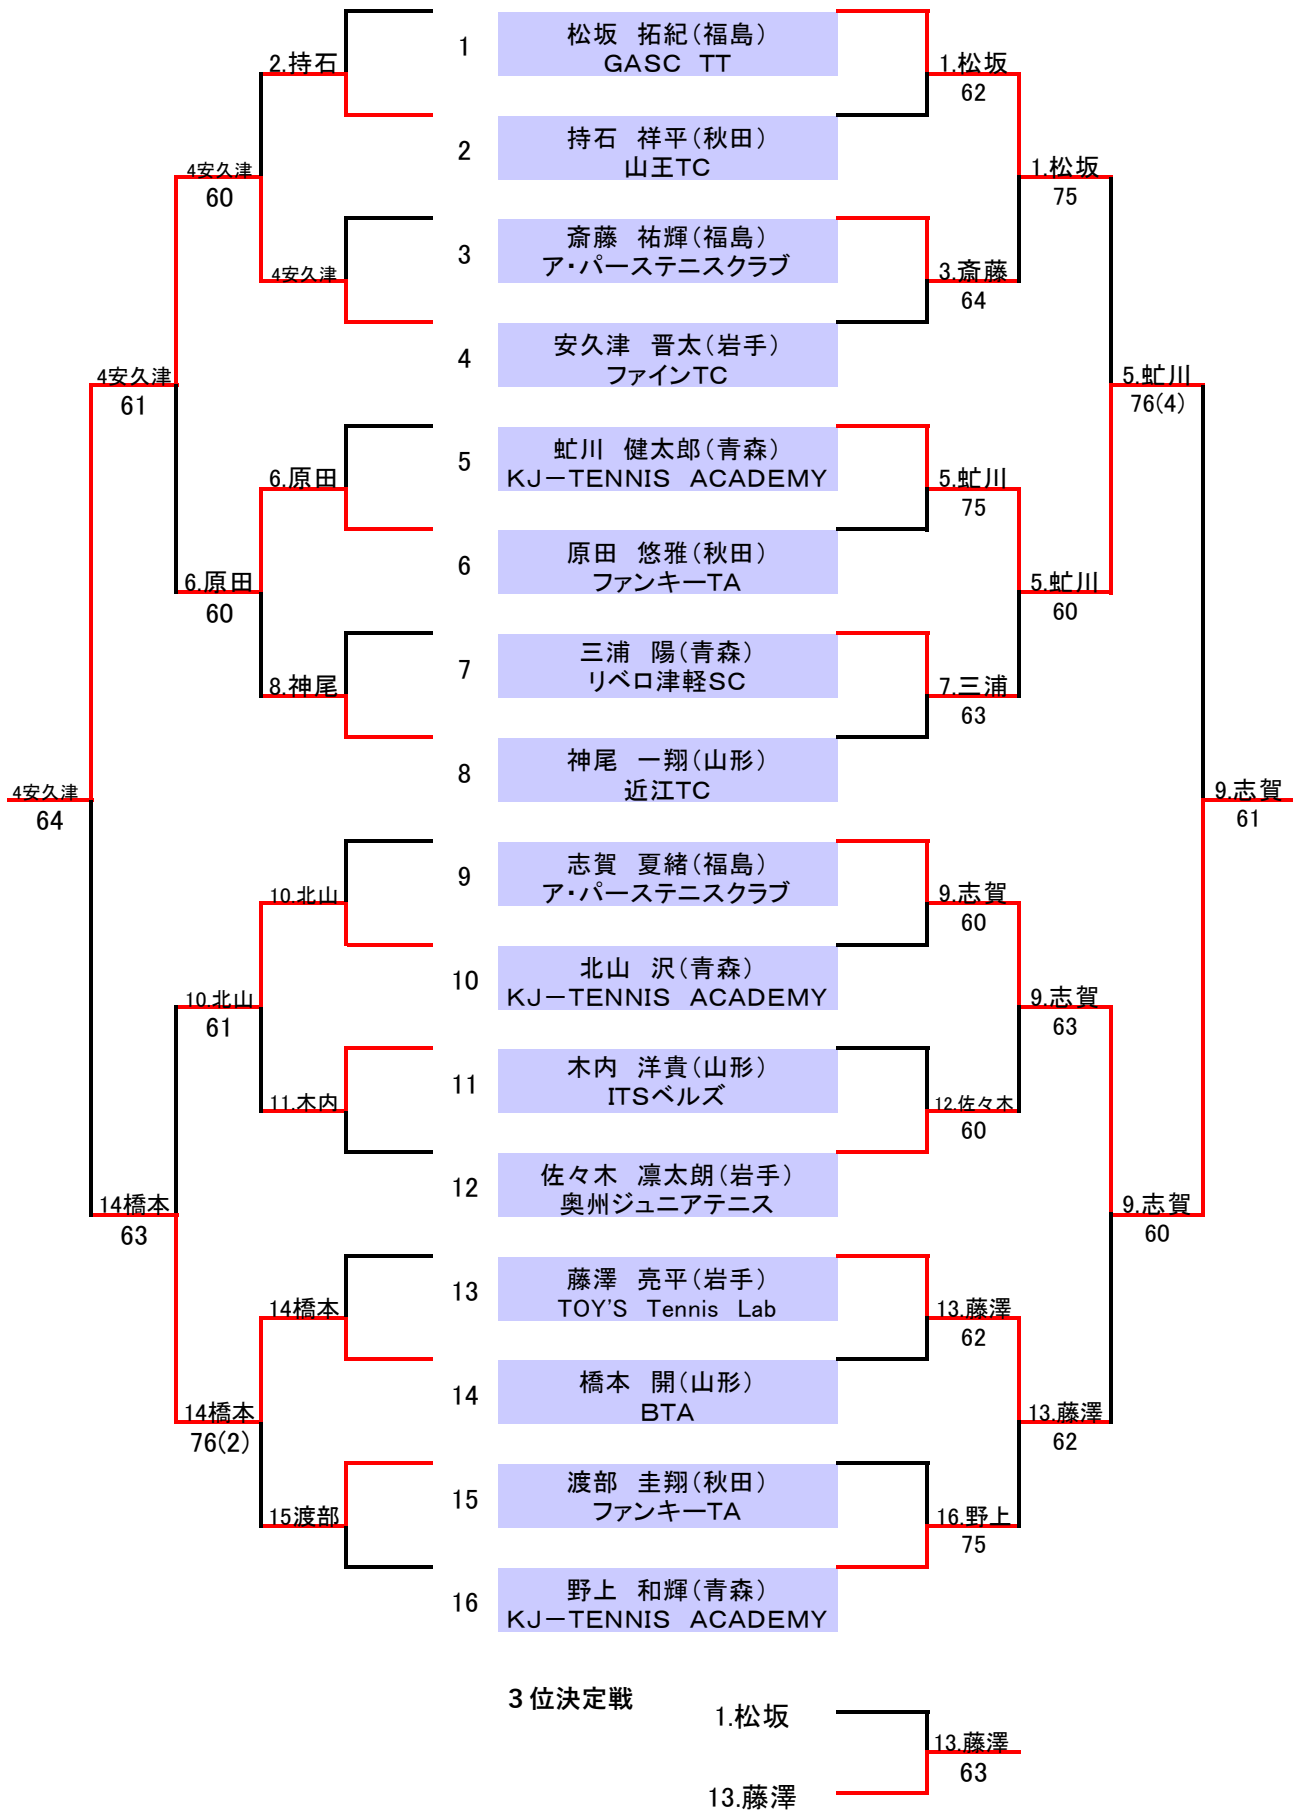 1
松坂　拓紀（福島）
GASC　TT
2.持石
1.松坂
62
2
持石　祥平（秋田）
山王TC
4安久津
60
1.松坂
75
3
斎藤　祐輝（福島）
ア・パーステニスクラブ
4安久津
3.斎藤
64
4
安久津　晋太（岩手）
ファインTC
4安久津
61
5.虻川
76(4)
5
虻川　健太郎（青森）
KJ－TENNIS　ACADEMY
6.原田
5.虻川
75
6
原田　悠雅（秋田）
ファンキーTA
6.原田
60
5.虻川
60
7
三浦　陽（青森）
リベロ津軽SC
8.神尾
7.三浦
63
8
神尾　一翔（山形）
近江TC
4安久津
64
9.志賀
61
9
志賀　夏緒（福島）
ア・パーステニスクラブ
10.北山
9.志賀
60
10
北山　沢（青森）
KJ－TENNIS　ACADEMY
10.北山
61
9.志賀
63
11
木内　洋貴（山形）
ITSベルズ
11.木内
12.佐々木
60
12
佐々木　凛太朗（岩手）
奥州ジュニアテニス
14橋本
63
9.志賀
60
13
藤澤　亮平（岩手）
TOY'S　Tennis　Lab
14橋本
13.藤澤
62
14
橋本　開（山形）
BTA
14橋本
76(2)
13.藤澤
62
15
渡部　圭翔（秋田）
ファンキーTA
15渡部
16.野上
75
16
野上　和輝（青森）
KJ－TENNIS　ACADEMY
３位決定戦
1.松坂
13.藤澤
63
13.藤澤